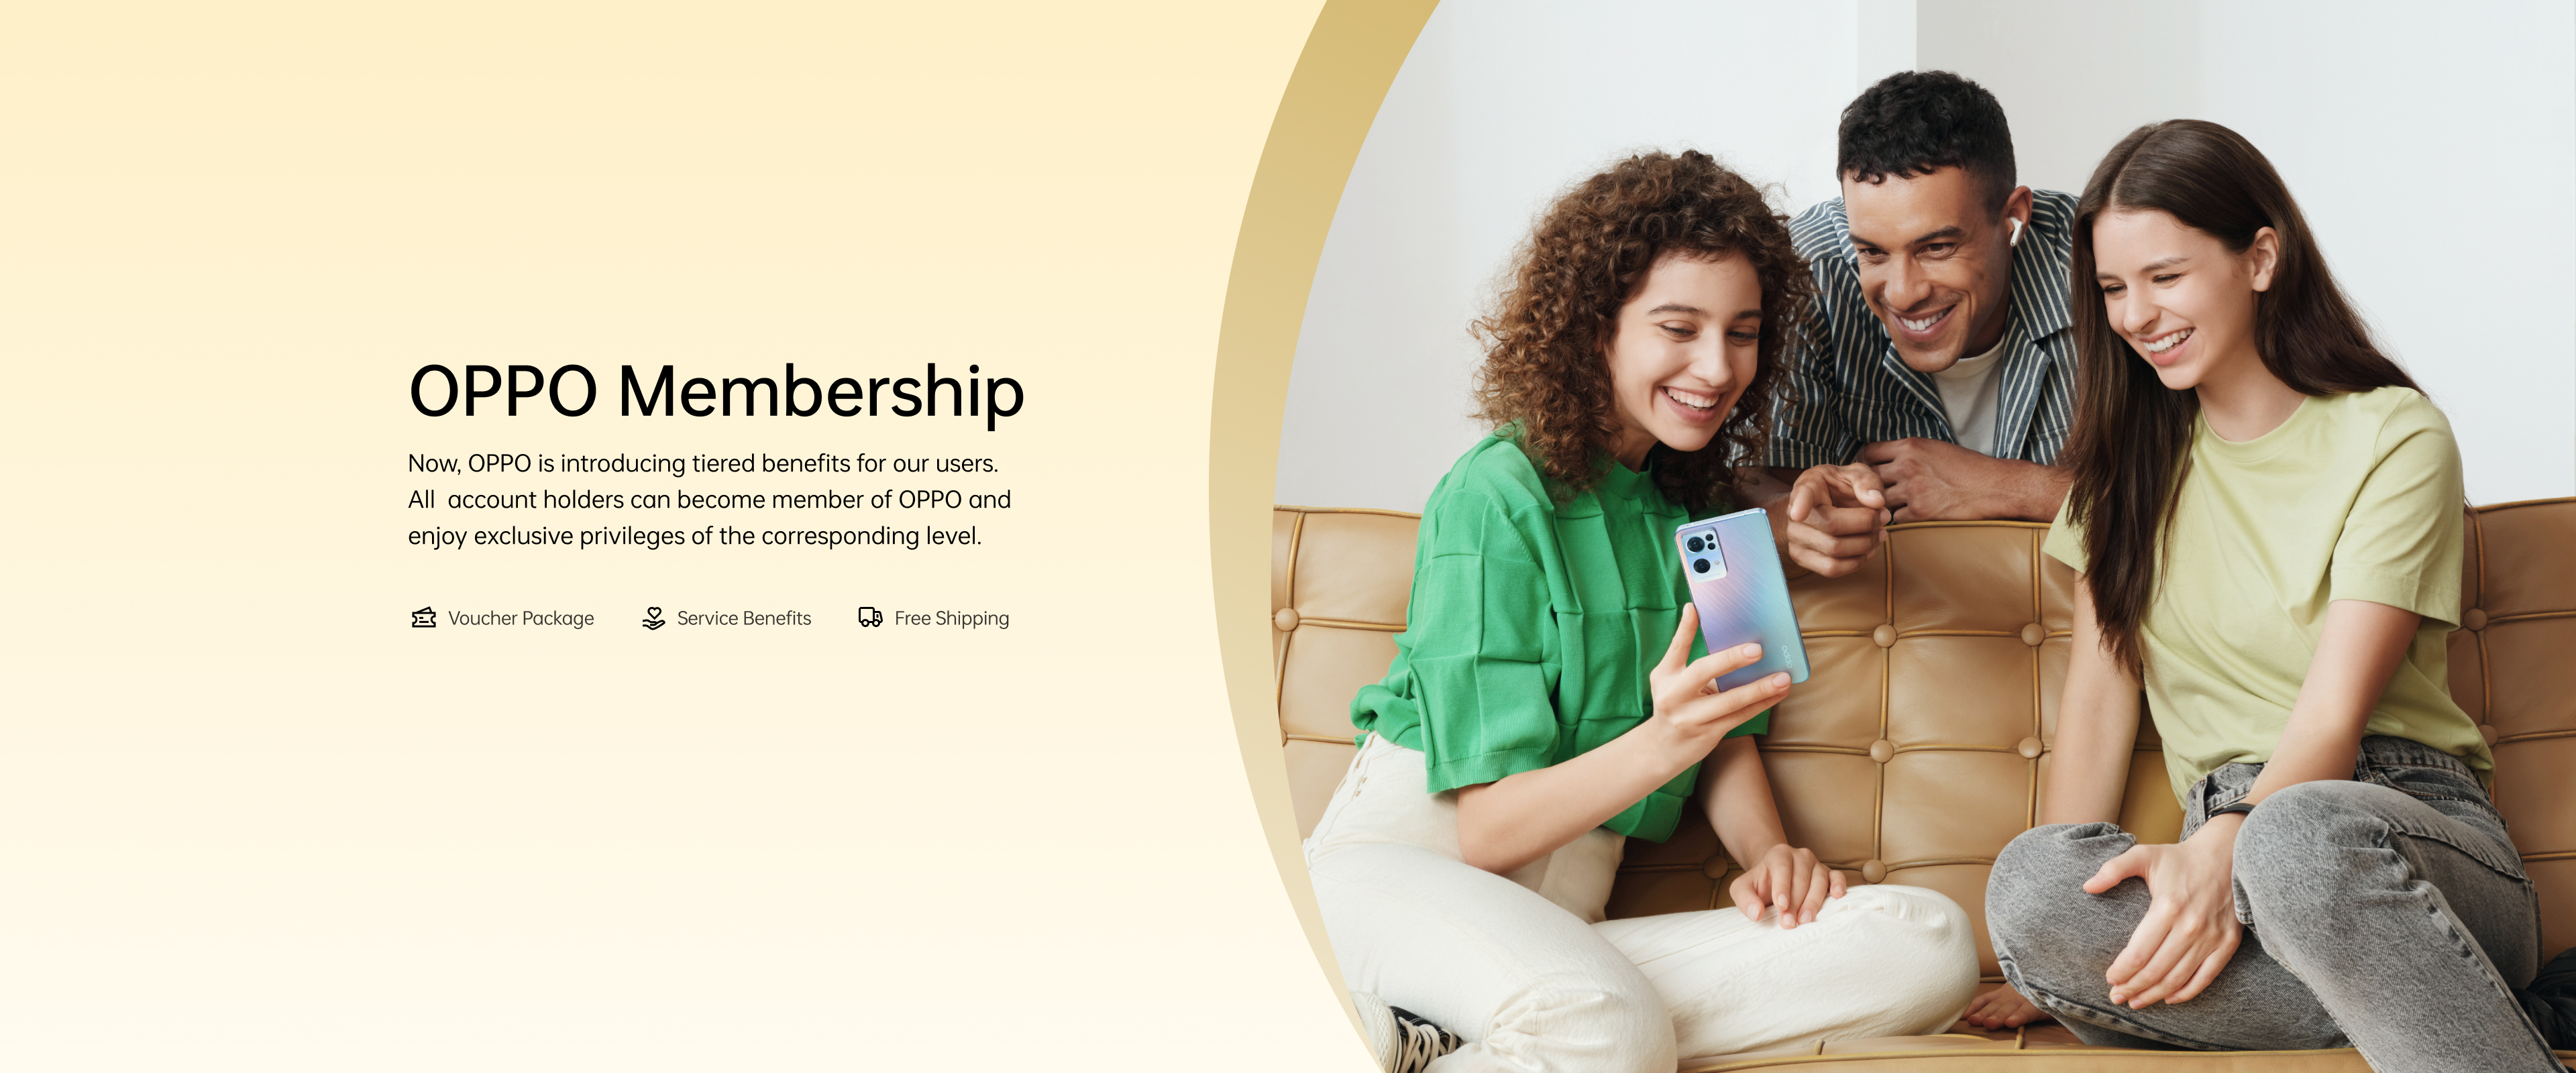 OPPO Membership
Now, OPPO is introducing tiered benefits for our users.
All  account holders can become member of OPPO and
enjoy exclusive privileges of the corresponding level.
Voucher Package
Service Benefits
Free Shipping
oppo